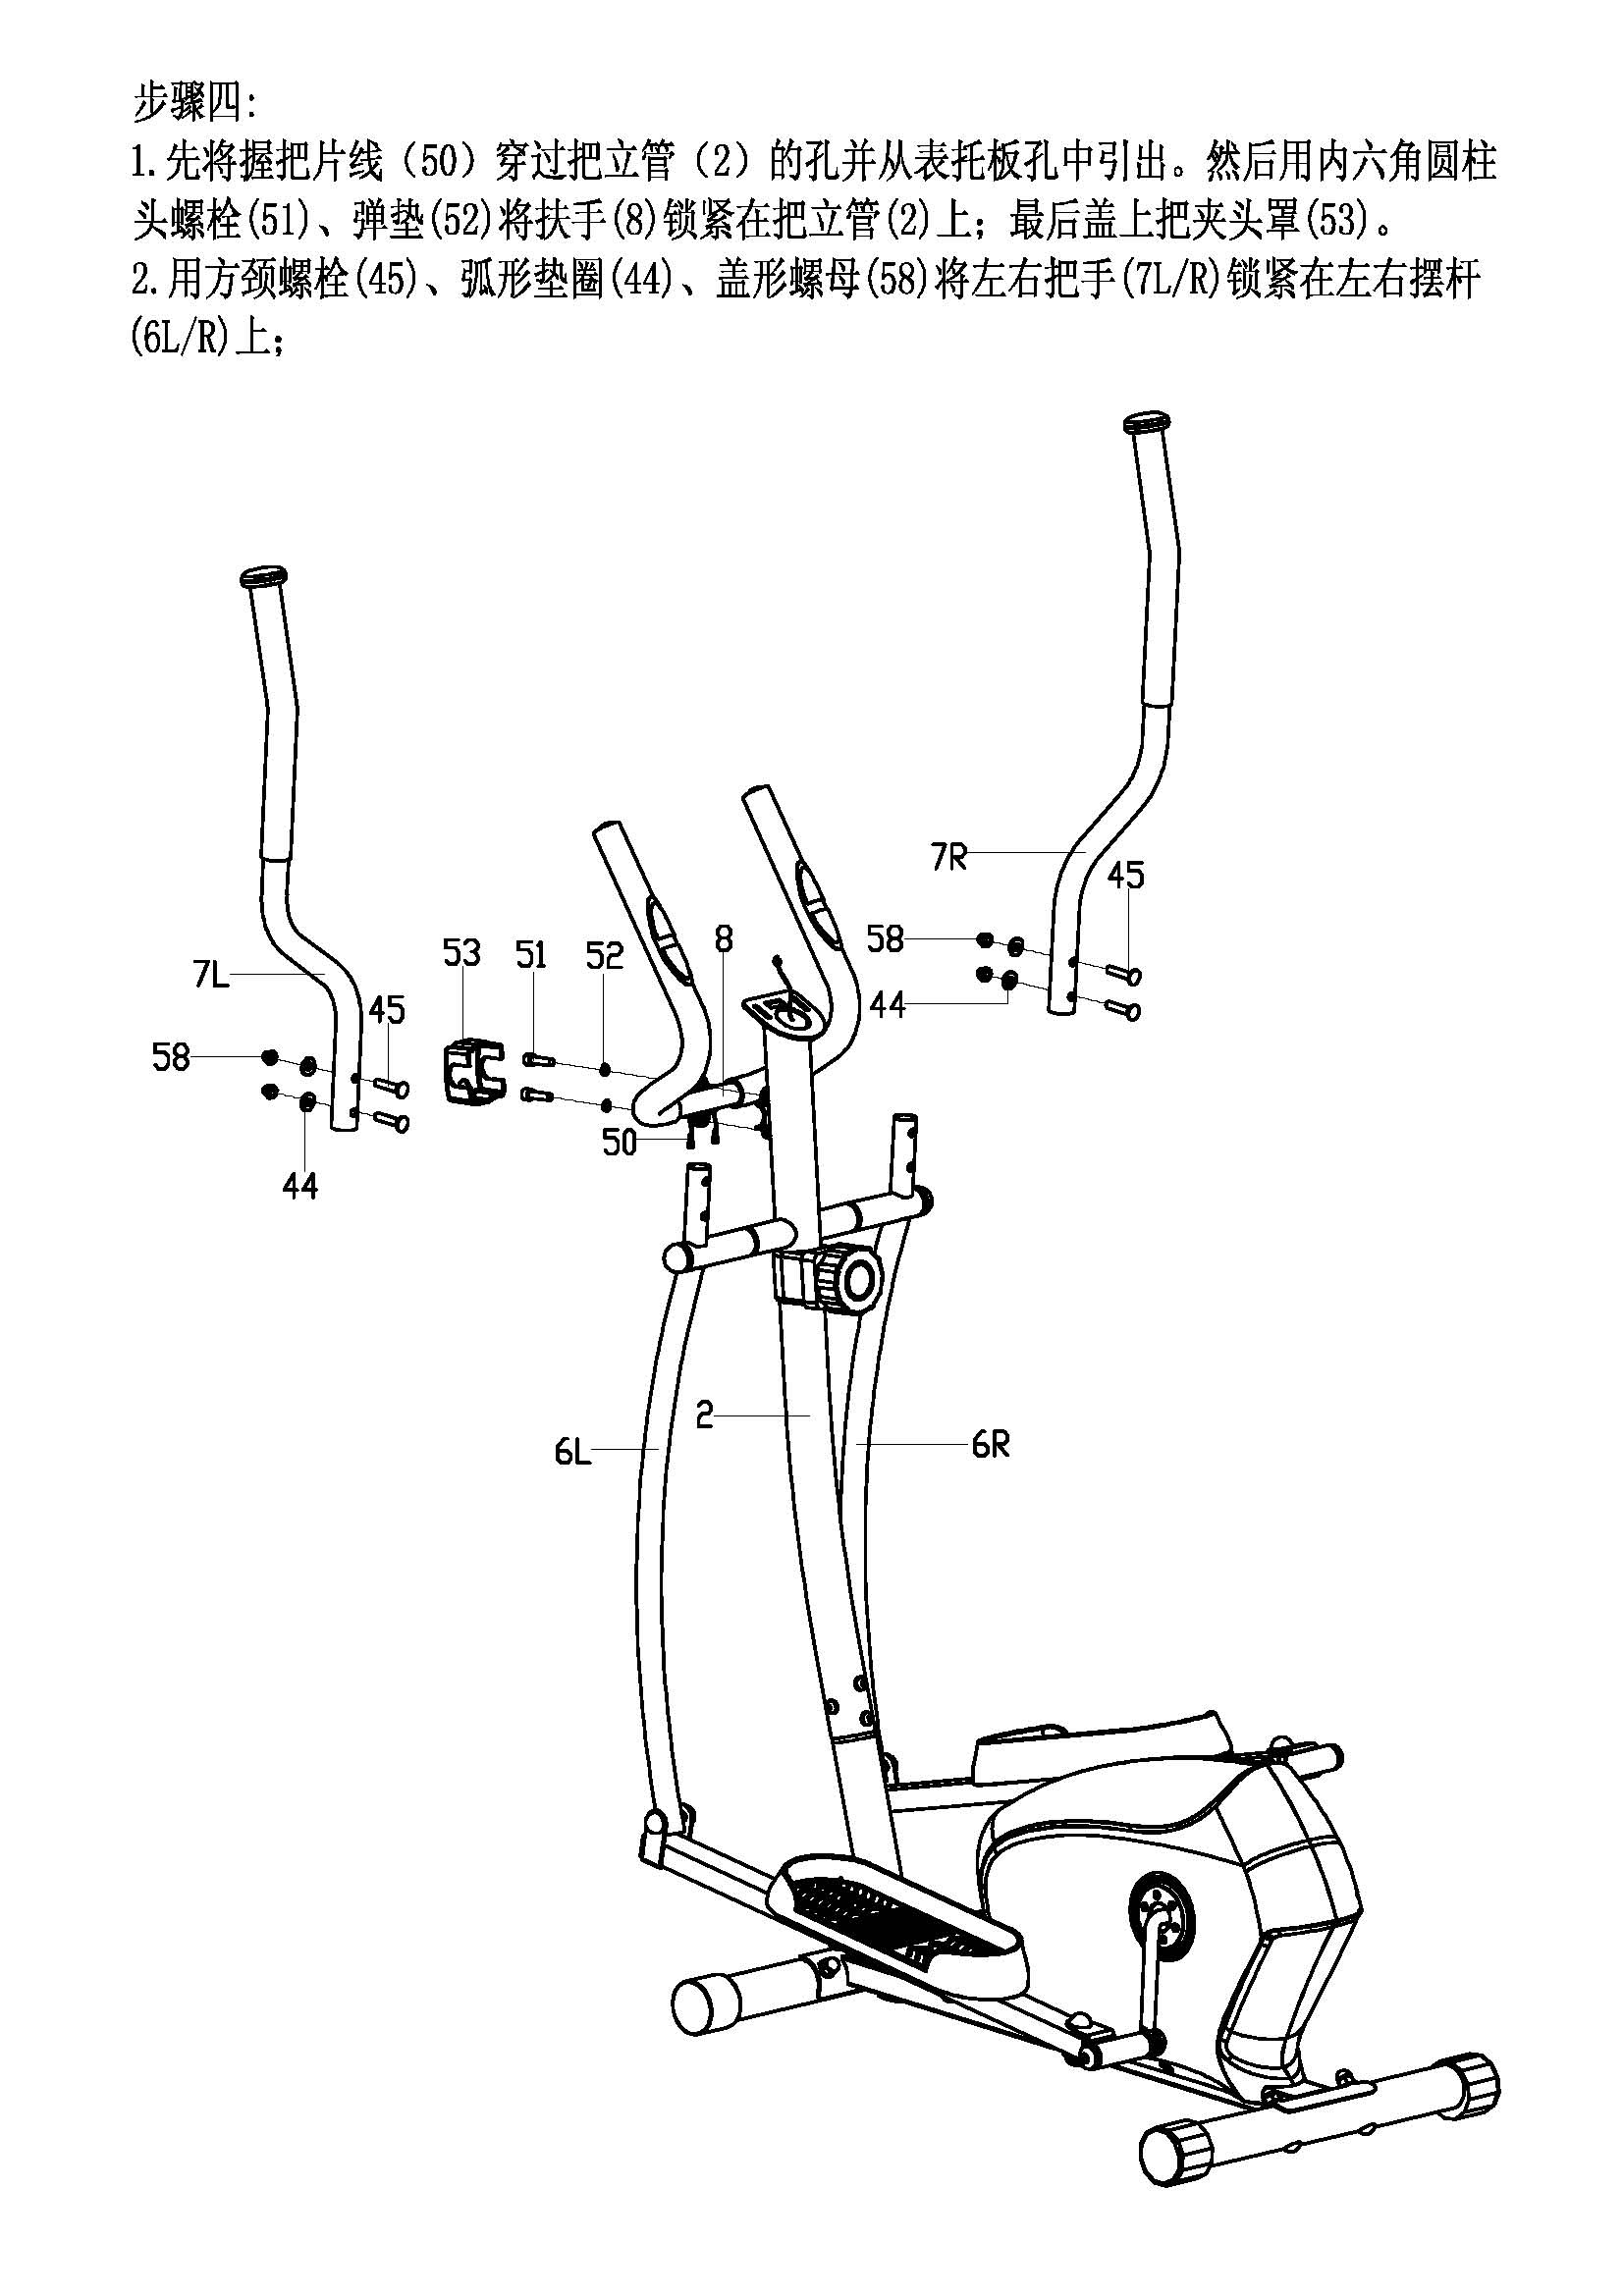 步骤四:
1.先将握把片线（50）穿过把立管（2）的孔并从表托板孔中引出。然后用内六角圆柱
头螺栓(51)、弹垫(52)将扶手(8)锁紧在把立管(2)上；最后盖上把夹头罩(53)。
2.用方颈螺栓(45)、弧形垫圈(44)、盖形螺母(58)将左右把手(7L/R)锁紧在左右摆杆
(6L/R)上；
7R
45
58
44
8
53
51
52
7L
45
58
50
44
2
6L
6R